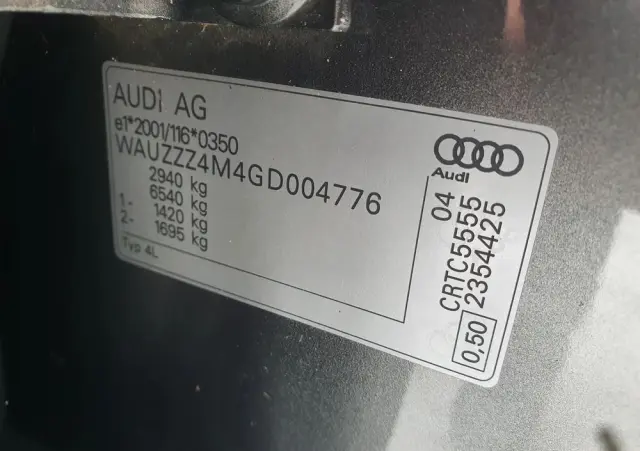 AUDI AG
e1*2001/116*0350
WAUZZZ4M4GD004776
2940 kg
6540 kg
1- 1420 kg
2- 1695 kg
Typ 4L
Audi
04
CRTC5555
2354425
0,50